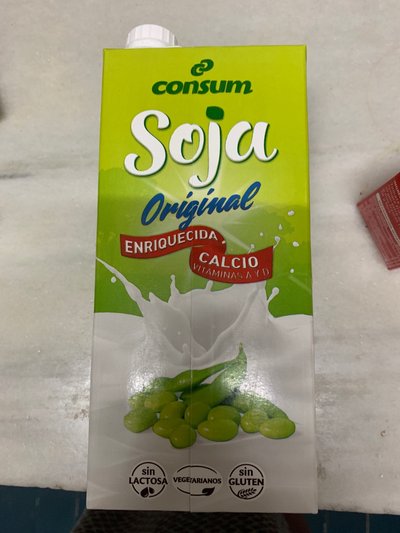 consum
Soja
Original
ENRIQUECIDA
CALCIO
VITAMINAS A Y D
sin
LACTOSA
VEGETARIANOS
sin
GLUTEN